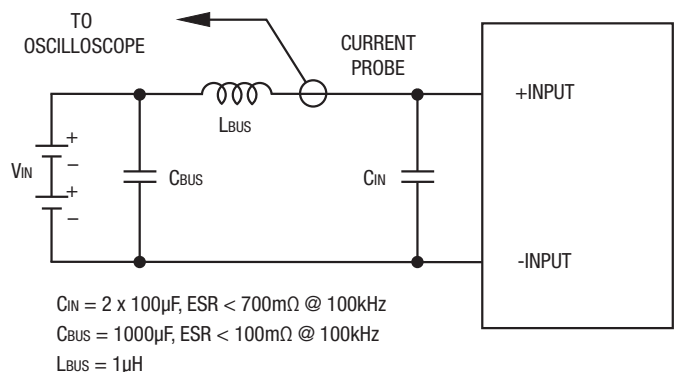 TO
OSCILLOSCOPE
CURRENT
PROBE
+INPUT
LBUS
VIN
+
−
+
−
CBUS
CIN
-INPUT
CIN = 2 x 100µF, ESR < 700mΩ @ 100kHz
CBUS = 1000µF, ESR < 100mΩ @ 100kHz
LBUS = 1µH